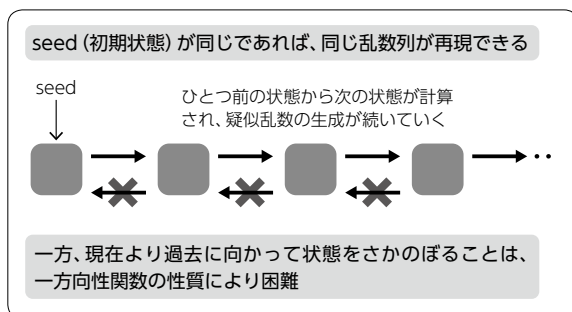 seed（初期状態）が同じであれば、同じ乱数列が再現できる
seed
ひとつ前の状態から次の状態が計算
され、疑似乱数の生成が続いていく
一方、現在より過去に向かって状態をさかのぼることは、
一方向性関数の性質により困難